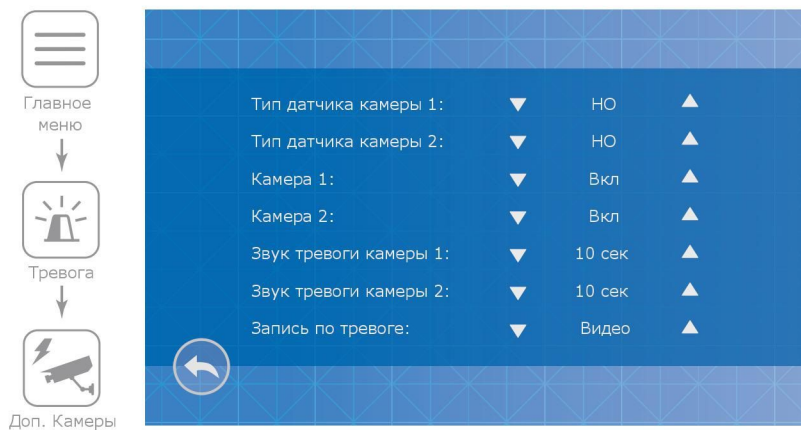 Главное
меню
Тревога
Доп. Камеры
Тип датчика камеры 1: НО
Тип датчика камеры 2: НО
Камера 1: Вкл
Камера 2: Вкл
Звук тревоги камеры 1: 10 сек
Звук тревоги камеры 2: 10 сек
Запись по тревоге: Видео